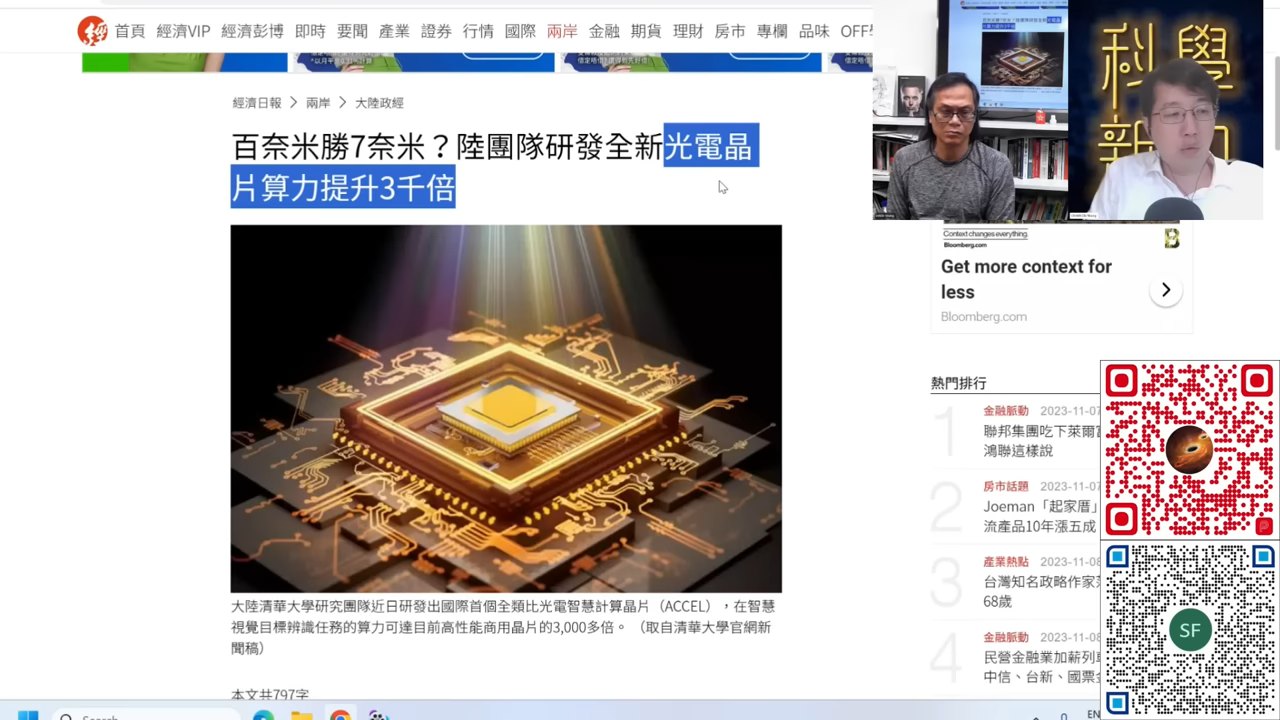 首頁 經濟VIP 經濟彭博 要聞 產業 證券 行情 國際 兩岸 金融 期貨 理財 房市 專欄 品味
經濟日報 > 兩岸 > 大陸政經
百奈米勝7奈米？陸團隊研發全新光電晶
片算力提升3千倍
大陸清華大學研究團隊近日研發出國際首個全類比光電智慧計算晶片（ACCEL），在智慧
視覺目標辨識任務的算力可達目前高性能商用晶片的3,000多倍。（取自清華大學官網新
聞稿）
本文共797字
科學
新
Context changes everything.
Bloomberg.com
Get more context for
less
Bloomberg.com
熱門排行
1
金融脈動 2023-11-07
聯邦集團吃下萊爾富
鴻聯這樣說
2
房市話題 2023-11-07
Joeman「起家厝」
流產品10年漲五成
3
產業熱點 2023-11-08
台灣知名政略作家
68歲
4
金融脈動 2023-11-08
民營金融業加薪列車
中信、台新、國票金
SF
Search